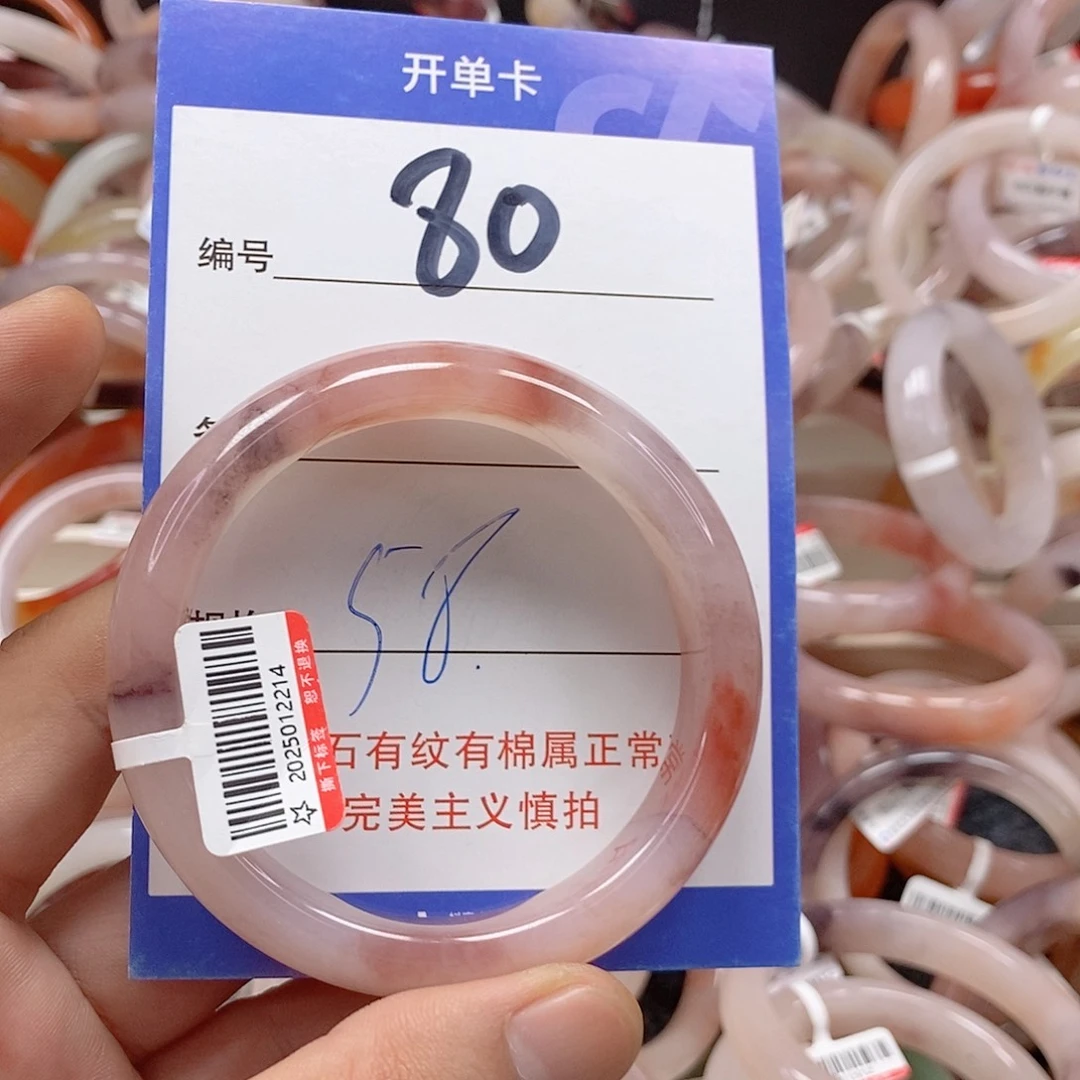 开单卡
编号 80
58.
石有纹有棉属正常
完美主义慎拍
2025012214
撕下标签 恕不退换